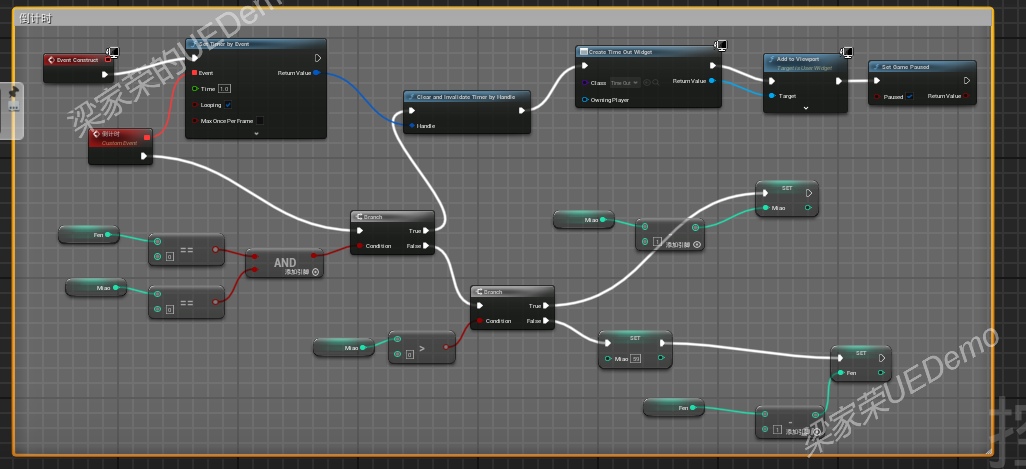 倒计时
梁家荣的UEDemo
Event Construct
Set Timer by Event
Event
Return Value
Time 1.0
Looping
Max Once Per Frame
倒计时
Custom Event
Clear and Invalidate Timer by Handle
Handle
Create Time Out Widget
Class Time Out
Return Value
Owning Player
Add to Viewport
Target is User Widget
Target
Set Game Paused
Paused
Return Value
Branch
True
Condition
False
Fen
==
0
Miao
==
0
AND
添加引脚
Miao
1
添加引脚
SET
Miao
Branch
True
Condition
False
Miao
>
0
SET
Miao 59
SET
Fen
Fen
-
1
添加引脚
梁家荣UEDemo